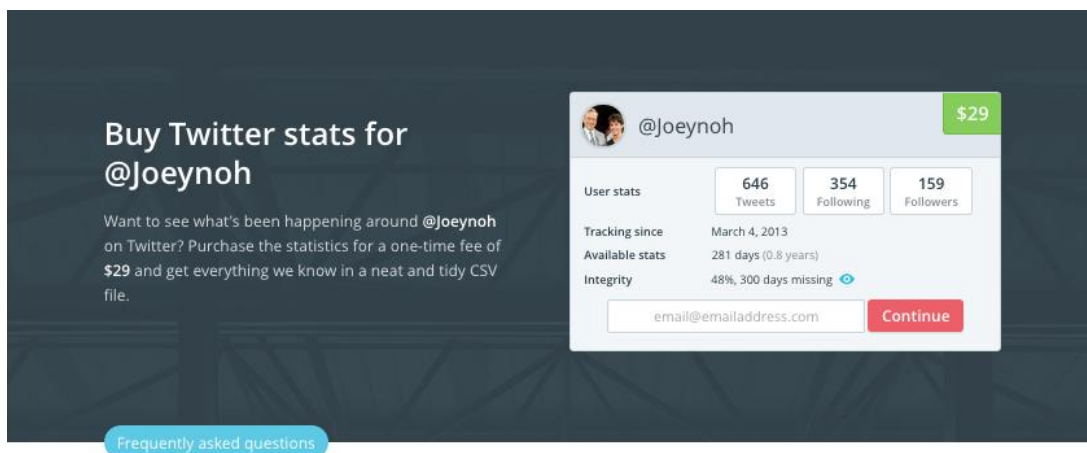 Buy Twitter stats for
@Joeynoh
Want to see what's been happening around @Joeynoh
on Twitter? Purchase the statistics for a one-time fee of
$29 and get everything we know in a neat and tidy CSV
file.
@Joeynoh
$29
User stats
646 354 159
Tweets Following Followers
Tracking since March 4, 2013
Available stats 281 days (0.8 years)
Integrity 48%, 300 days missing
email@emailaddress.com Continue
Frequently asked questions